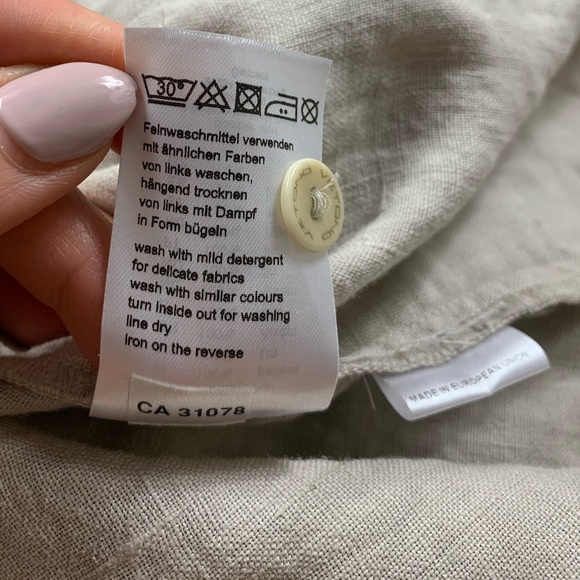 30°
Feinwaschmittel verwenden
mit ähnlichen Farben
von links waschen,
hängend trocknen
von links mit Dampf
in Form bügeln
wash with mild detergent
for delicate fabrics
wash with similar colours
turn inside out for washing
line dry
iron on the reverse
CA 31078
MADE IN EUROPEAN UNION